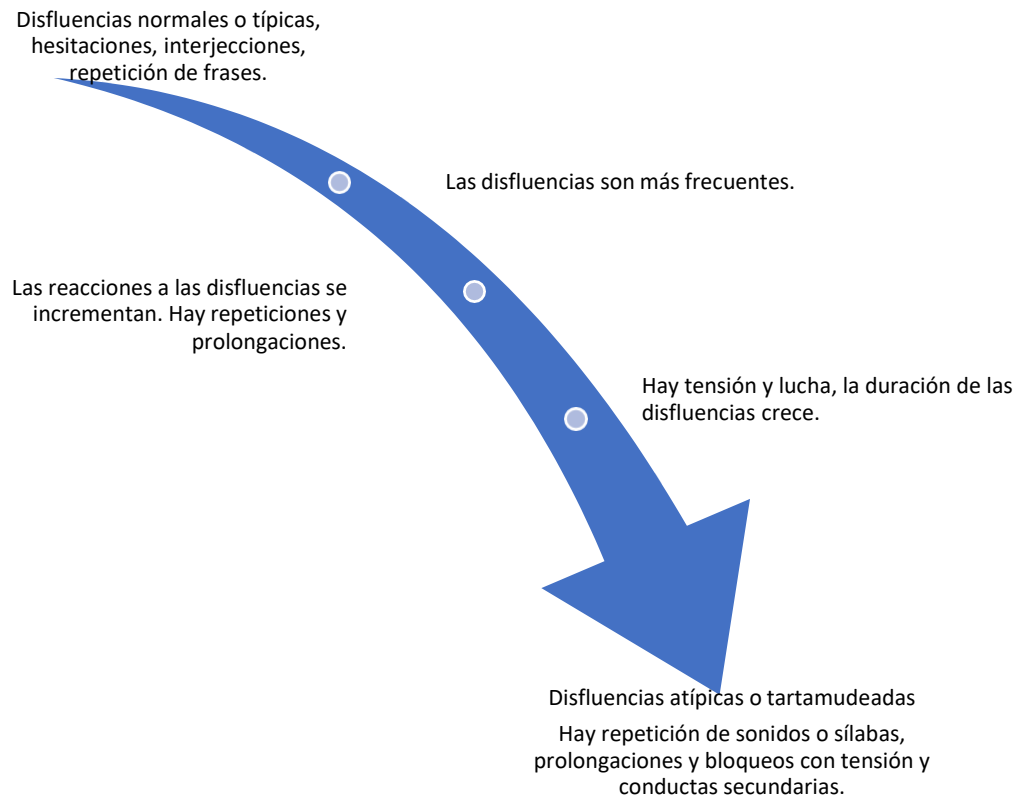 Disfluencias normales o típicas,
hesitaciones, interjecciones,
repetición de frases.
Las disfluencias son más frecuentes.
Las reacciones a las disfluencias se
incrementan. Hay repeticiones y
prolongaciones.
Hay tensión y lucha, la duración de las
disfluencias crece.
Disfluencias atípicas o tartamudeadas
Hay repetición de sonidos o sílabas,
prolongaciones y bloqueos con tensión y
conductas secundarias.